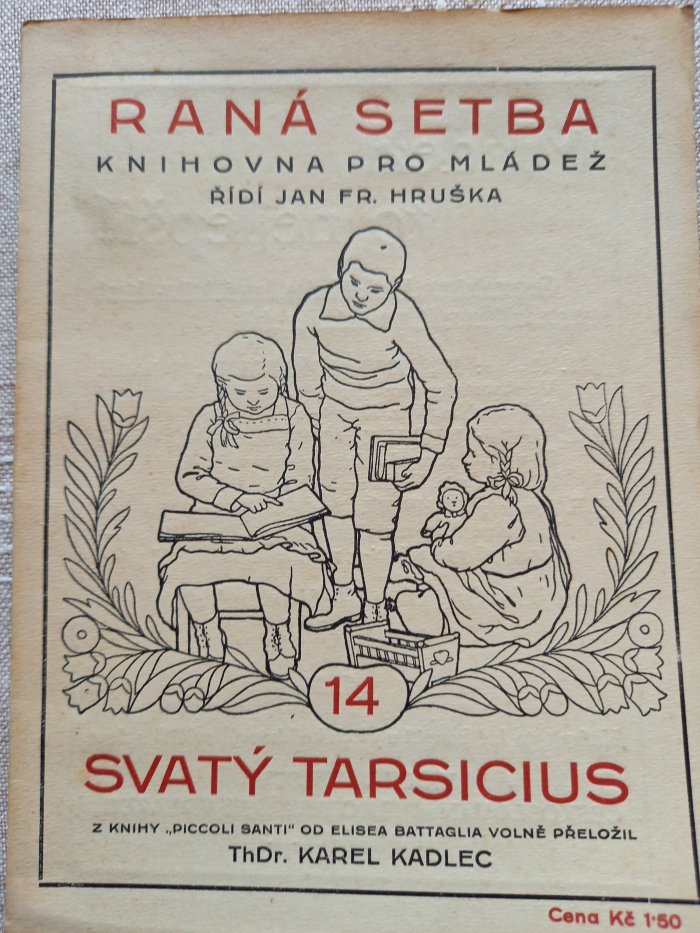 RANÁ SETBA
KNIHOVNA PRO MLÁDEŽ
ŘÍDÍ JAN FR. HRUŠKA
14
SVATÝ TARSICIUS
Z KNIHY „PICCOLI SANTI“ OD ELISEA BATTAGLIA VOLNĚ PŘELOŽIL
ThDr. KAREL KADLEC
Cena Kč 1·50